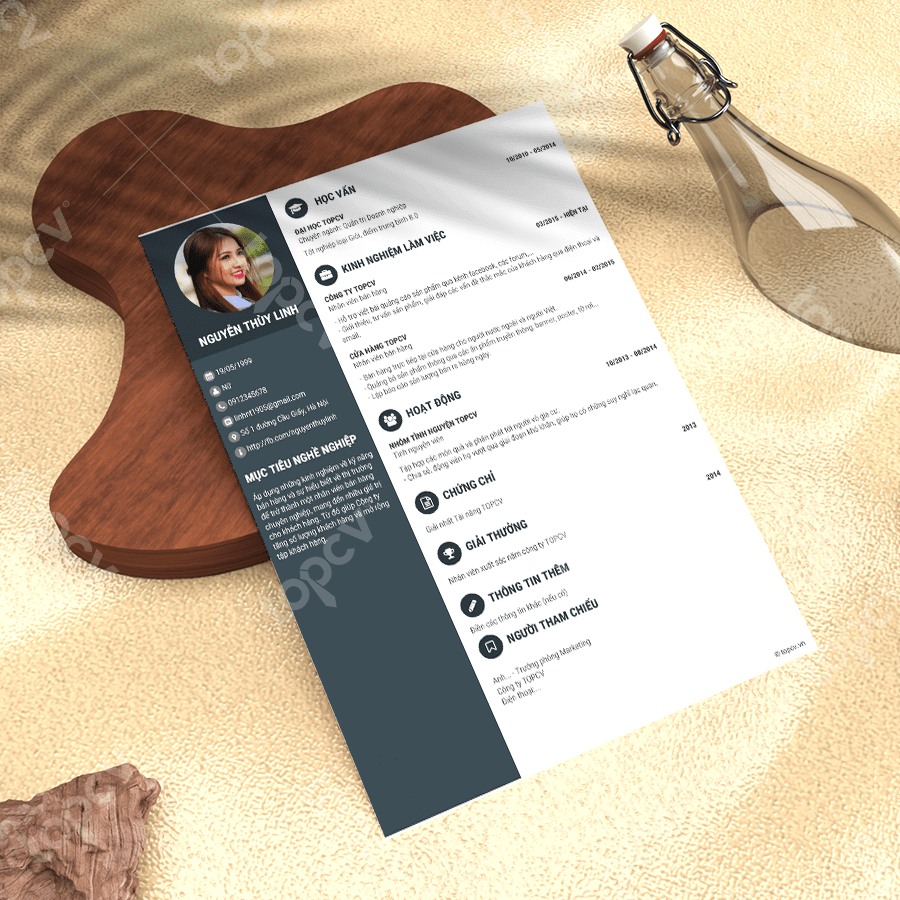 NGUYỄN THÙY LINH
19/05/1999
Nữ
0912345678
linhnt1905@gmail.com
Số 1 đường Cầu Giấy, Hà Nội
http://fb.com/nguyenthuylinh
MỤC TIÊU NGHỀ NGHIỆP
Áp dụng những kinh nghiệm về kỹ năng
bán hàng và sự hiểu biết về thị trường
để trở thành một nhân viên bán hàng
chuyên nghiệp, mang đến nhiều giá trị
cho khách hàng. Từ đó giúp Công ty
tăng số lượng khách hàng và mở rộng
tập khách hàng.
HỌC VẤN
10/2010 - 05/2014
ĐẠI HỌC TOPCV
Chuyên ngành: Quản trị Doanh nghiệp
Tốt nghiệp loại Giỏi, điểm trung bình 8.0
KINH NGHIỆM LÀM VIỆC
03/2015 - HIỆN TẠI
CÔNG TY TOPCV
Nhân viên bán hàng
- Hỗ trợ viết bài quảng cáo sản phẩm qua kênh facebook, các forum,...
- Giới thiệu, tư vấn sản phẩm, giải đáp các vấn đề thắc mắc của khách hàng qua điện thoại và
email.
06/2014 - 02/2015
CỬA HÀNG TOPCV
Nhân viên bán hàng
- Bán hàng trực tiếp tại cửa hàng cho người nước ngoài và người Việt.
- Quảng bá sản phẩm thông qua các ấn phẩm truyền thông: banner, poster, tờ rơi...
- Lập báo cáo sản lượng bán ra hàng ngày.
HOẠT ĐỘNG
10/2013 - 08/2014
NHÓM TÌNH NGUYỆN TOPCV
Tình nguyện viên
Tập hợp các món quà và phân phát tới người vô gia cư.
- Chia sẻ, động viên họ vượt qua giai đoạn khó khăn, giúp họ có những suy nghĩ lạc quan.
CHỨNG CHỈ
2013
Giải nhất Tài năng TOPCV
GIẢI THƯỞNG
2014
Nhân viên xuất sắc năm công ty TOPCV
THÔNG TIN THÊM
Điền các thông tin khác (nếu có)
NGƯỜI THAM CHIẾU
Anh... - Trưởng phòng Marketing
Công ty TOPCV
Điện thoại:...
© topcv.vn
topcv